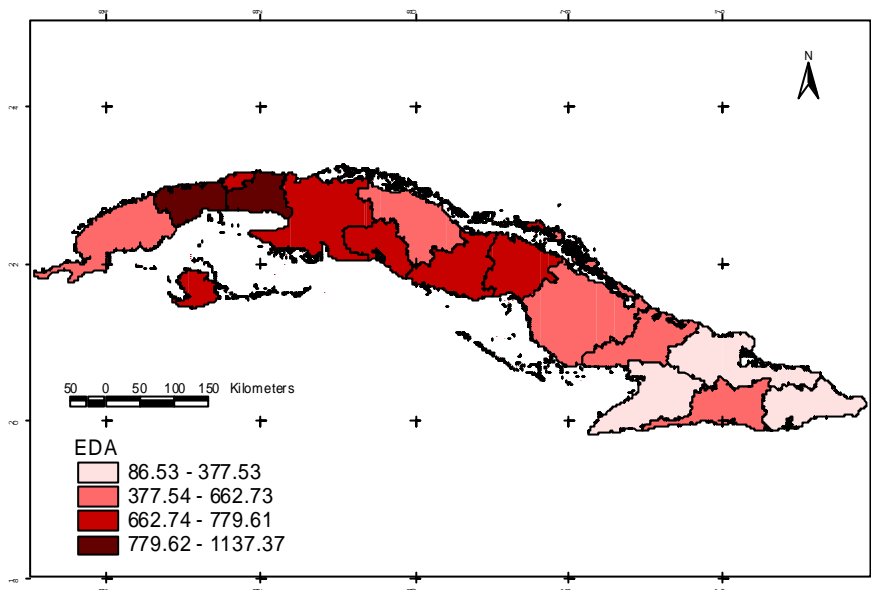 N
50 0 50 100 150 Kilometers
EDA
86.53 - 377.53
377.54 - 662.73
662.74 - 779.61
779.62 - 1137.37